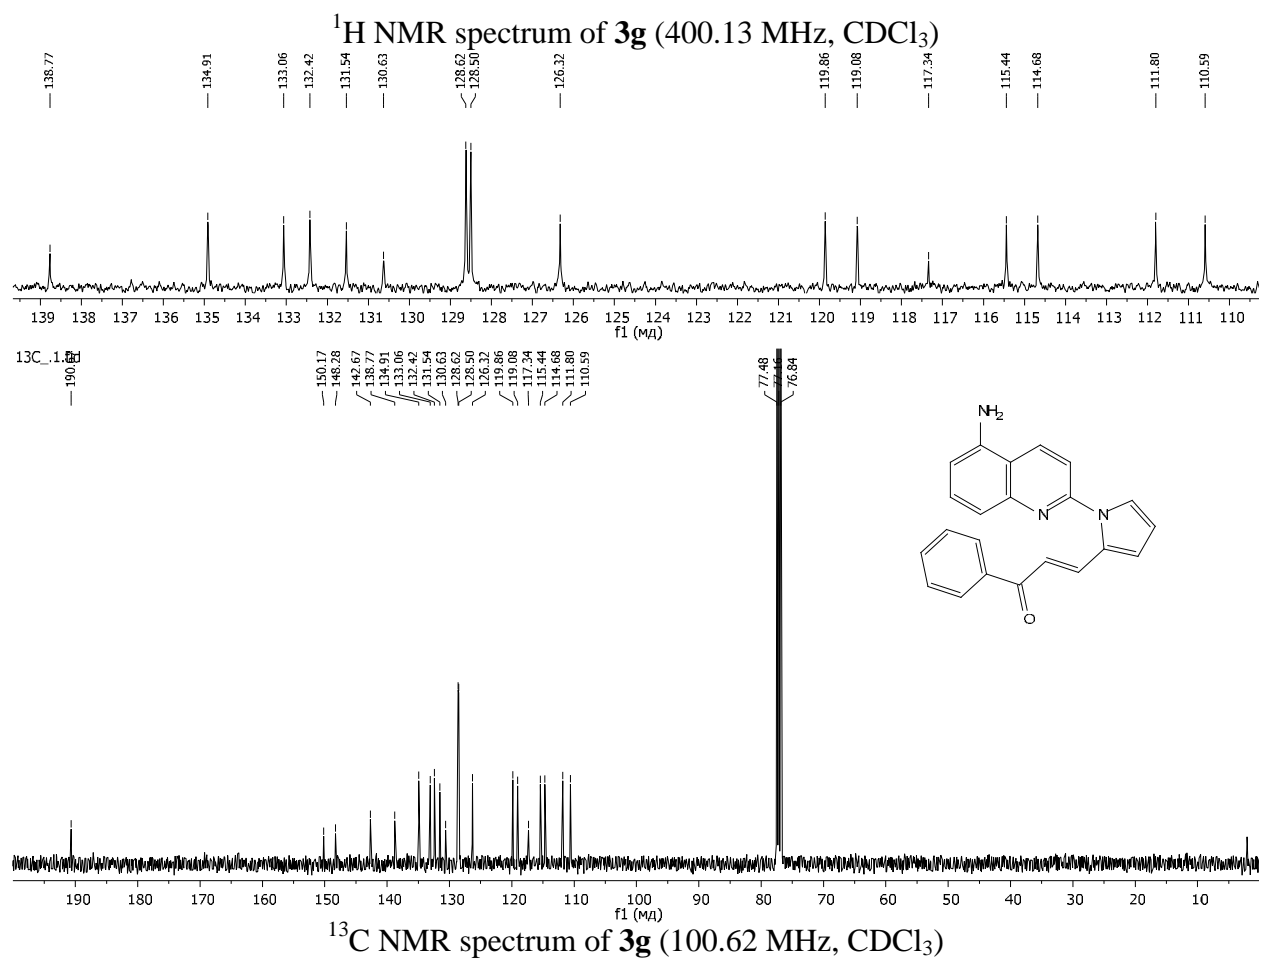 ¹H NMR spectrum of 3g (400.13 MHz, CDCl₃)
138.77 134.91 133.06 132.42 131.54 130.63 128.62 128.50 126.32 119.86 119.08 117.34 115.44 114.68 111.80 110.59
139 138 137 136 135 134 133 132 131 130 129 128 127 126 125 124 123 122 121 120 119 118 117 116 115 114 113 112 111 110
f1 (мд)
150.17 148.28 142.67 138.77 134.91 133.06 132.42 131.54 130.63 128.62 128.50 126.32 119.86 119.08 117.34 115.44 114.68 111.80 110.59 77.48 77.16 76.84
NH₂
N N
O
190 180 170 160 150 140 130 120 110 100 90 80 70 60 50 40 30 20 10
f1 (мд)
¹³C NMR spectrum of 3g (100.62 MHz, CDCl₃)